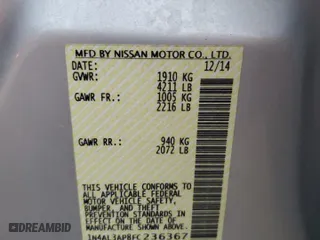 MFD BY NISSAN MOTOR CO., LTD.
DATE: 12/14
GVWR: 1910 KG
4211 LB
GAWR FR.: 1005 KG
2216 LB
GAWR RR.: 940 KG
2072 LB
THIS VEHICLE CONFORMS TO
ALL APPLICABLE FEDERAL
MOTOR VEHICLE SAFETY,
BUMPER, AND THEFT
PREVENTION STANDARDS IN
EFFECT ON THE DATE OF
MANUFACTURE SHOWN ABOVE.
1N4AL3AP8FC236367
AUTOBIDMASTER